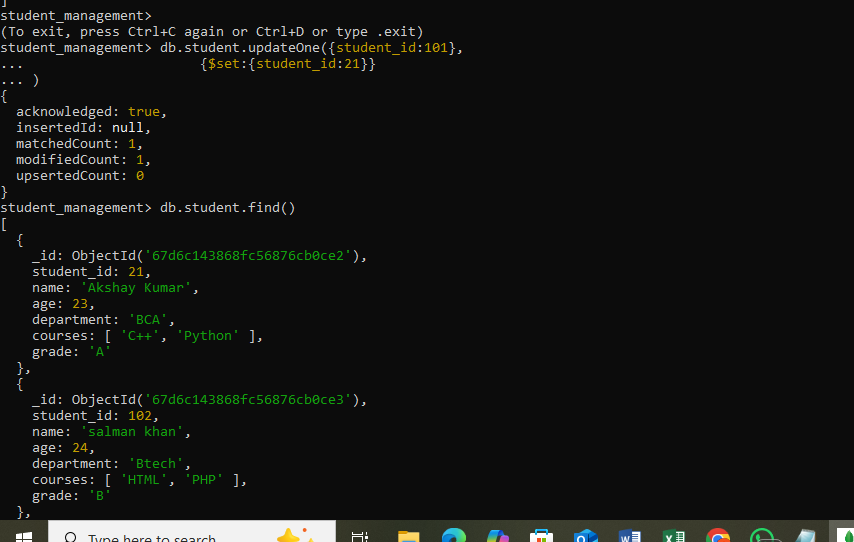 ]
student_management>
(To exit, press Ctrl+C again or Ctrl+D or type .exit)
student_management> db.student.updateOne({student_id:101},
...                      {$set:{student_id:21}}
... )
{
  acknowledged: true,
  insertedId: null,
  matchedCount: 1,
  modifiedCount: 1,
  upsertedCount: 0
}
student_management> db.student.find()
[
  {
    _id: ObjectId('67d6c143868fc56876cb0ce2'),
    student_id: 21,
    name: 'Akshay Kumar',
    age: 23,
    department: 'BCA',
    courses: [ 'C++', 'Python' ],
    grade: 'A'
  },
  {
    _id: ObjectId('67d6c143868fc56876cb0ce3'),
    student_id: 102,
    name: 'salman khan',
    age: 24,
    department: 'Btech',
    courses: [ 'HTML', 'PHP' ],
    grade: 'B'
  },
Type here to search